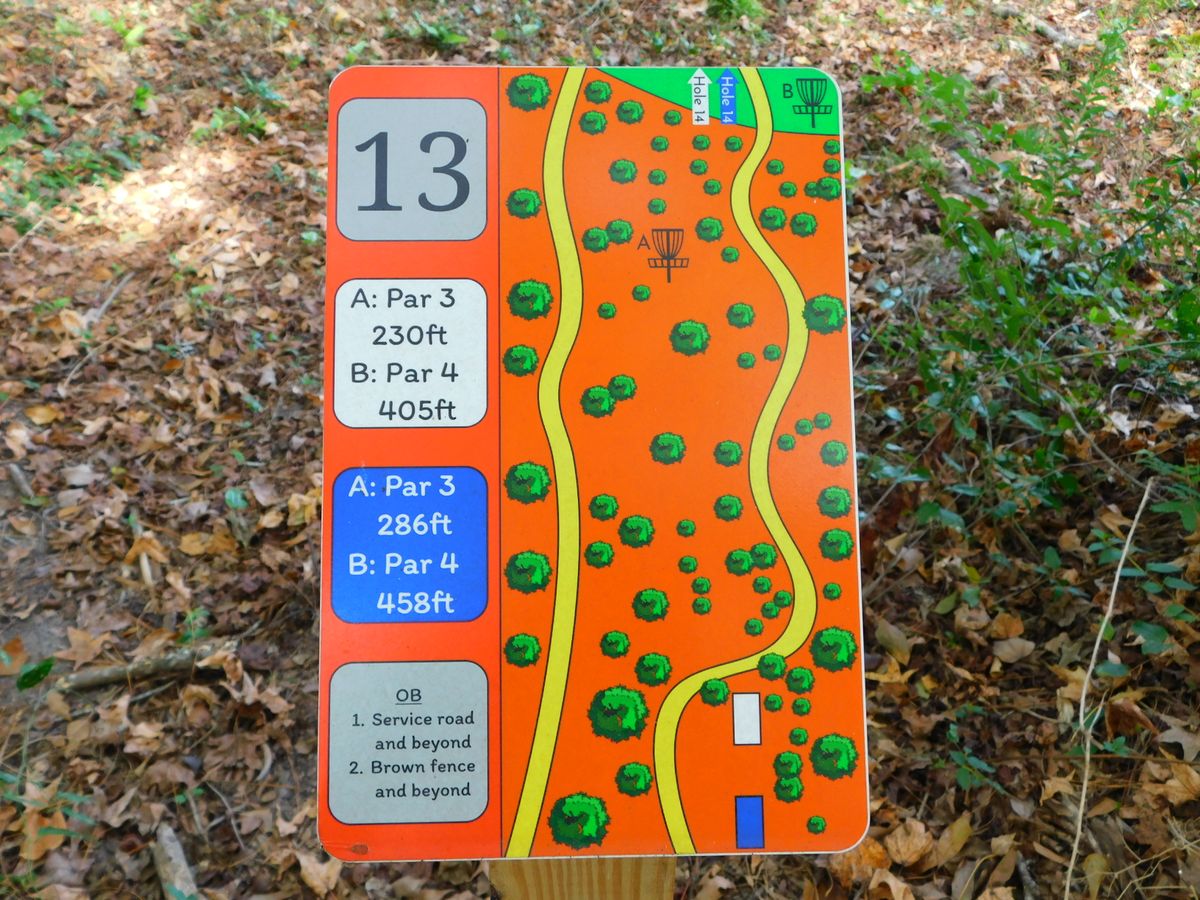 13
A: Par 3
230ft
B: Par 4
405ft
A: Par 3
286ft
B: Par 4
458ft
OB
1. Service road
and beyond
2. Brown fence
and beyond
Hole 14
Hole 14
B
A